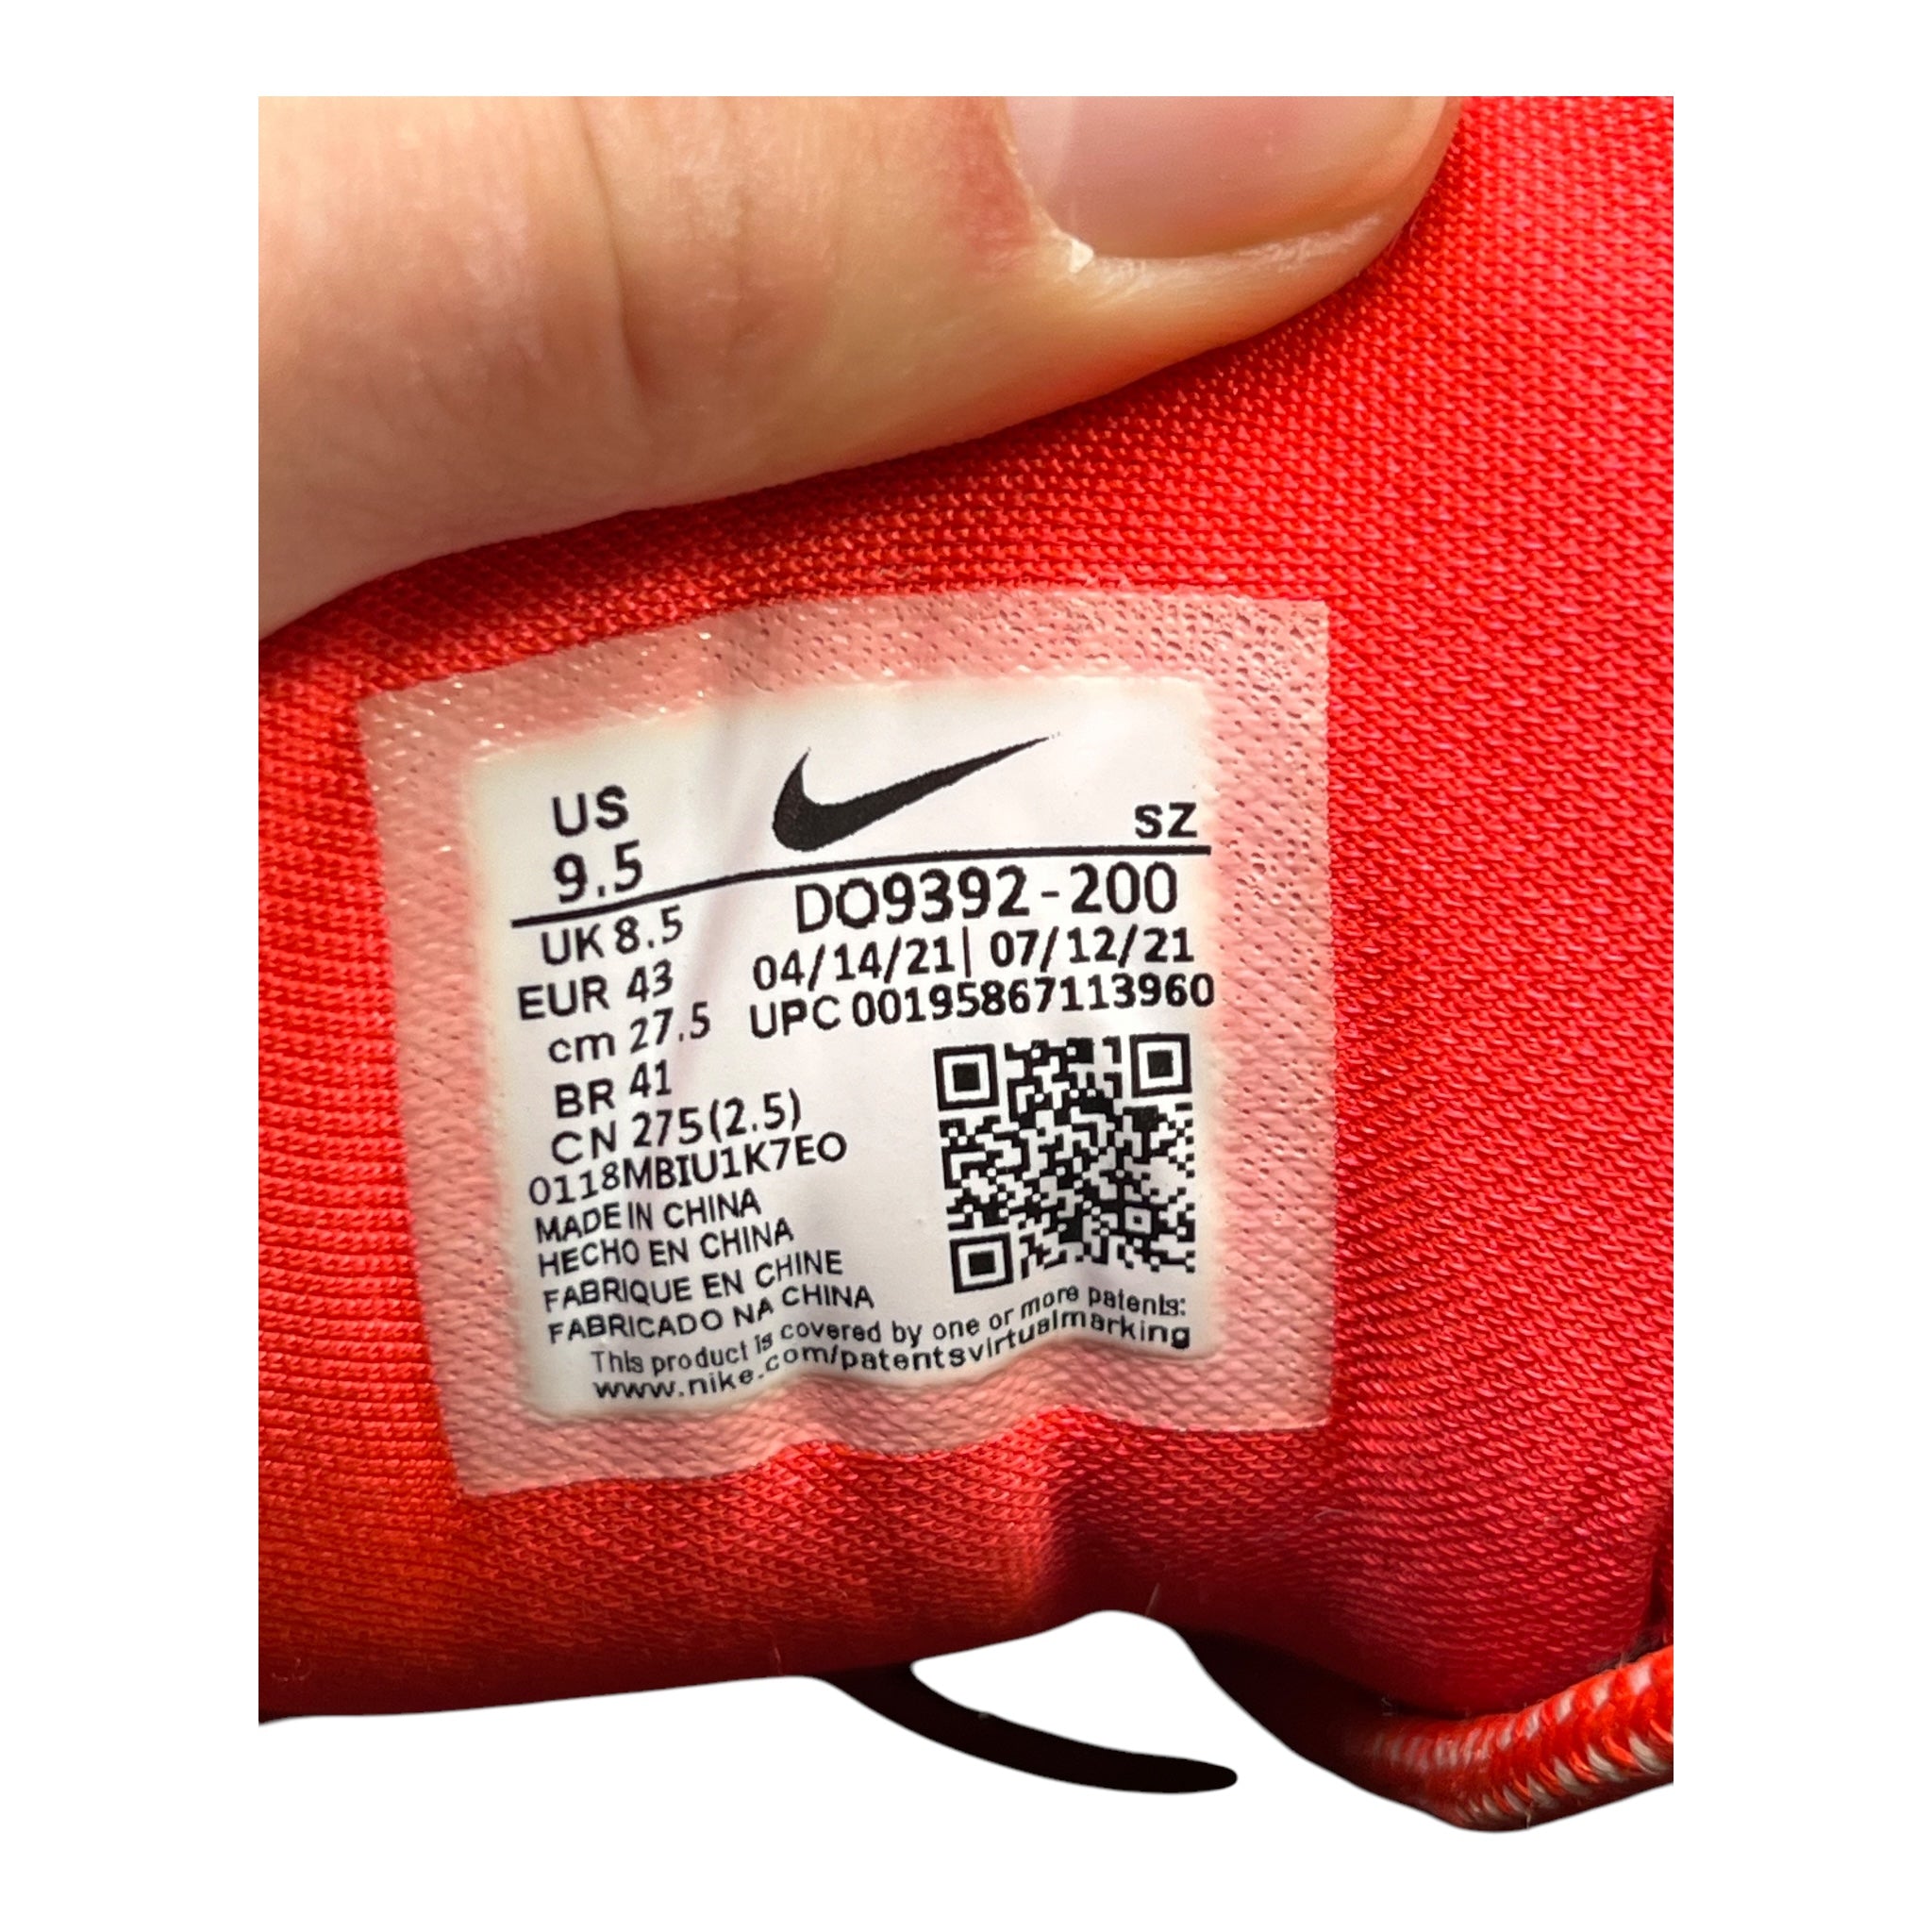 US
9.5
SZ
UK 8.5
EUR 43
cm 27.5
BR 41
CN 275(2.5)
DO9392-200
04/14/21| 07/12/21
UPC 00195867113960
0118MBIU1K7EO
MADE IN CHINA
HECHO EN CHINA
FABRIQUE EN CHINE
FABRICADO NA CHINA
This product is covered by one or more patents:
www.nike.com/patentsvirtualmarking